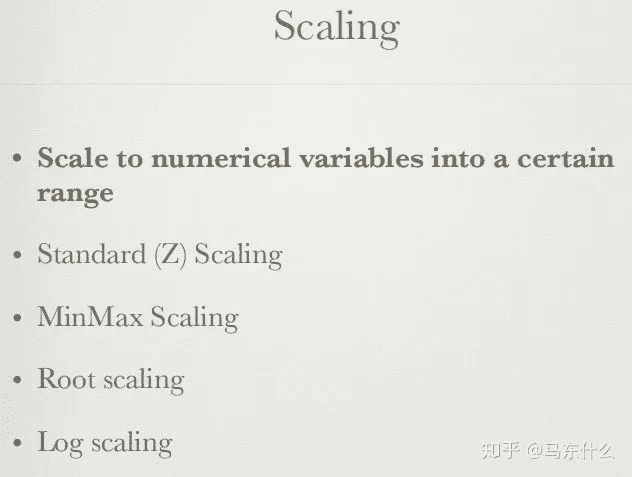 Scaling
• Scale to numerical variables into a certain
range
• Standard (Z) Scaling
• MinMax Scaling
• Root scaling
• Log scaling
知乎 @马东什么